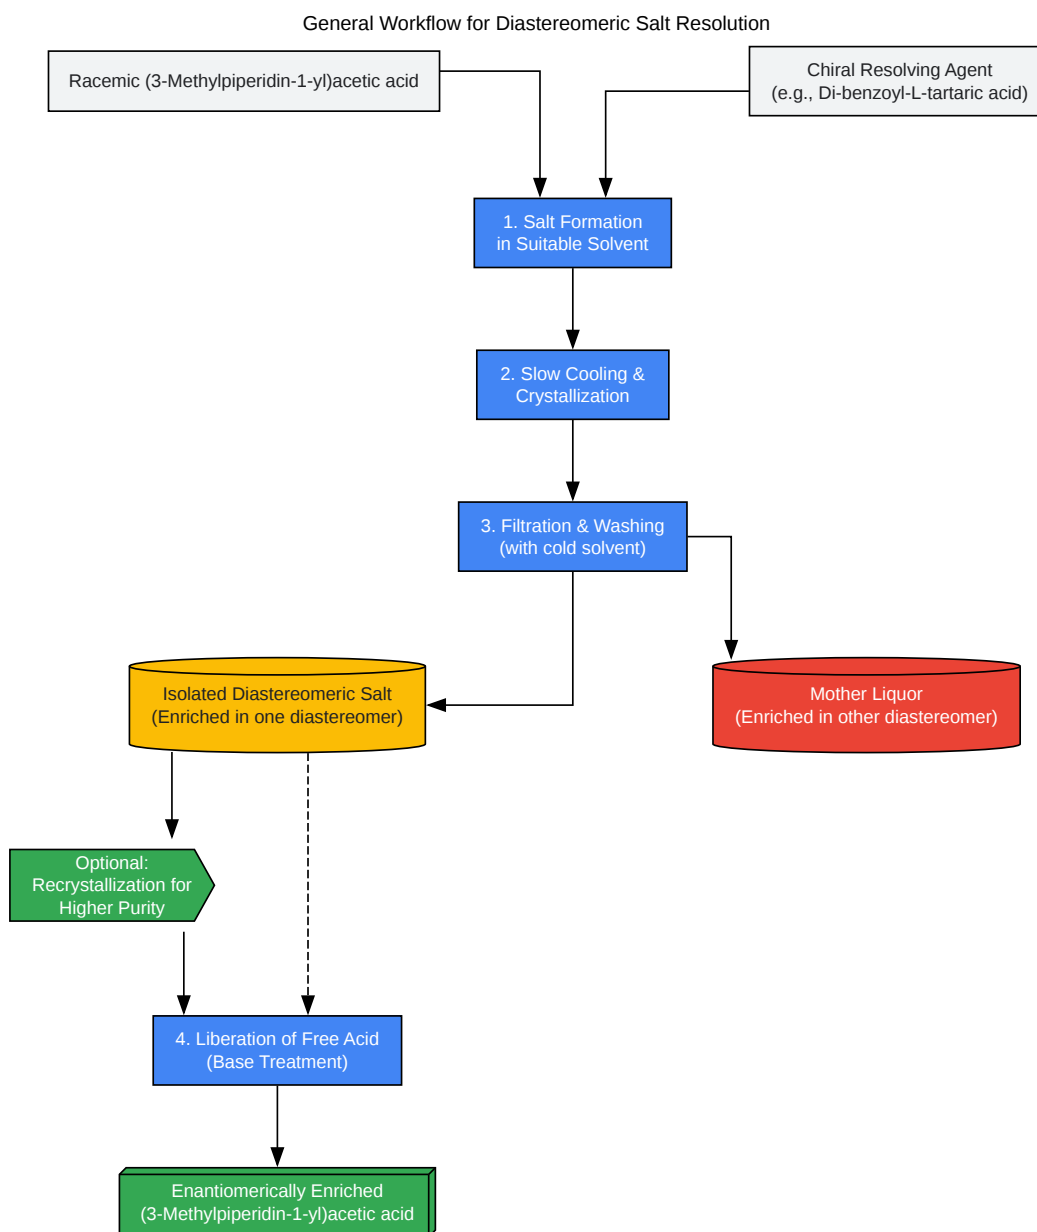 General Workflow for Diastereomeric Salt Resolution
Racemic (3-Methylpiperidin-1-yl)acetic acid
Chiral Resolving Agent
(e.g., Di-benzoyl-L-tartaric acid)
1. Salt Formation
in Suitable Solvent
2. Slow Cooling &
Crystallization
3. Filtration & Washing
(with cold solvent)
Isolated Diastereomeric Salt
(Enriched in one diastereomer)
Mother Liquor
(Enriched in other diastereomer)
Optional:
Recrystallization for
Higher Purity
4. Liberation of Free Acid
(Base Treatment)
Enantiomerically Enriched
(3-Methylpiperidin-1-yl)acetic acid